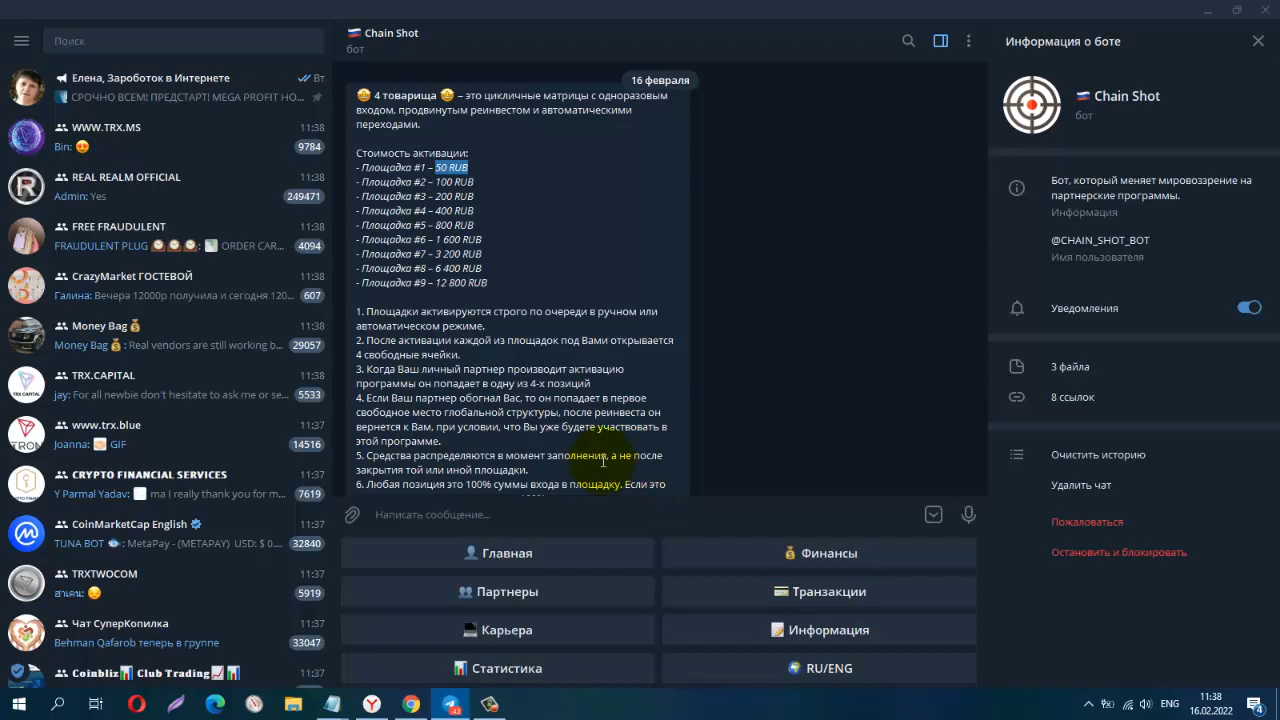 Поиск
Елена, Зароботок в Интернете
Вт
СРОЧНО ВСЕМ! ПРЕДСТАРТ! MEGA PROFIT HO...
WWW.TRX.MS
11:38
Bin: 😍
9784
REAL REALM OFFICIAL
11:38
Admin: Yes
249471
FREE FRAUDULENT
11:38
FRAUDULENT PLUG 🕰🕰🕰: ORDER CAR...
4094
CrazyMarket ГОСТЕВОЙ
11:38
Галина: Вечера 12000р получила и сегодня 120...
607
Money Bag 💰
11:38
Money Bag 💰: Real vendors are still working b...
29057
TRX.CAPITAL
11:38
jay: For all newbie don't hesitate to ask me or se...
5533
www.trx.blue
11:38
Joanna: GIF
14516
CRYPTO FINANCIAL SERVICES
11:37
Y Parmal Yadav: ma I really thank you for m...
7619
CoinMarketCap English
11:37
TUNA BOT: MetaPay - (METAPAY) USD: $ 0....
32840
TRXTWOCOM
11:37
ฮาเคน: 😏
5919
Чат СуперКопилка
11:37
Behman Qafarob теперь в группе
33047
Coinbliz📊 Club Trading📈📊
11:37
🇷🇺 Chain Shot
бот
16 февраля
🤩 4 товарища 🤩 – это цикличные матрицы с одноразовым
входом, продвинутым реинвестом и автоматическими
переходами.
Стоимость активации:
- Площадка #1 – 50 RUB
- Площадка #2 – 100 RUB
- Площадка #3 – 200 RUB
- Площадка #4 – 400 RUB
- Площадка #5 – 800 RUB
- Площадка #6 – 1 600 RUB
- Площадка #7 – 3 200 RUB
- Площадка #8 – 6 400 RUB
- Площадка #9 – 12 800 RUB
1. Площадки активируются строго по очереди в ручном или
автоматическом режиме.
2. После активации каждой из площадок под Вами открывается
4 свободные ячейки.
3. Когда Ваш личный партнер производит активацию
программы он попадает в одну из 4-х позиций
4. Если Ваш партнер обогнал Вас, то он попадает в первое
свободное место глобальной структуры, после реинвеста он
вернется к Вам, при условии, что Вы уже будете участвовать в
этой программе.
5. Средства распределяются в момент заполнения, а не после
закрытия той или иной площадки.
6. Любая позиция это 100% суммы входа в площадку. Если это
Написать сообщение...
Главная
Финансы
Партнеры
Транзакции
Карьера
Информация
Статистика
RU/ENG
Информация о боте
🇷🇺 Chain Shot
бот
Бот, который меняет мировоззрение на
партнерские программы.
Информация
@CHAIN_SHOT_BOT
Имя пользователя
Уведомления
3 файла
8 ссылок
Очистить историю
Удалить чат
Пожаловаться
Остановить и блокировать
42
ENG
11:38
16.02.2022
4